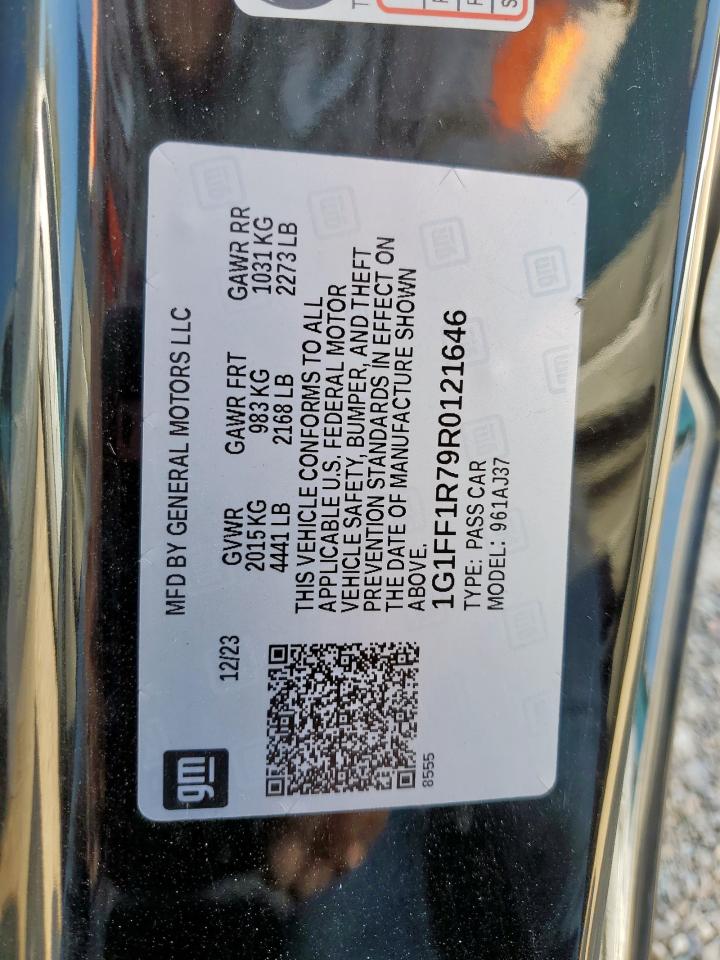 MFD BY GENERAL MOTORS LLC
12/23
GVWR GAWR FRT GAWR RR
2015 KG 983 KG 1031 KG
4441 LB 2168 LB 2273 LB
THIS VEHICLE CONFORMS TO ALL
APPLICABLE U.S. FEDERAL MOTOR
VEHICLE SAFETY, BUMPER, AND THEFT
PREVENTION STANDARDS IN EFFECT ON
THE DATE OF MANUFACTURE SHOWN
ABOVE.
1G1FF1R79R0121646
TYPE: PASS CAR
MODEL: 961AJ37
gm
8555